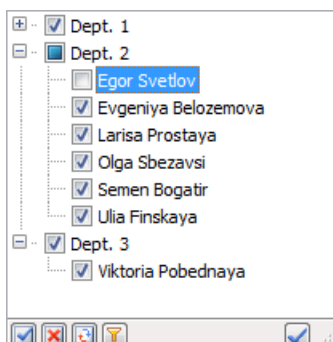 Dept. 1
Dept. 2
Egor Svetlov
Evgeniya Belozemova
Larisa Prostaya
Olga Sbezavsi
Semen Bogatir
Ulia Finskaya
Dept. 3
Viktoria Pobednaya